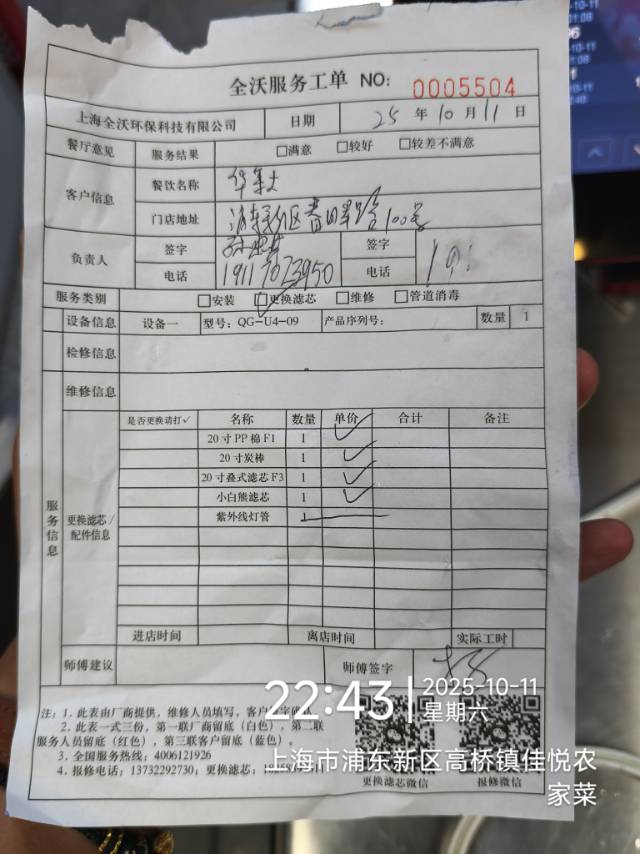 全沃服务工单 NO: 0005504
上海全沃环保科技有限公司 日期 25 年 10 月 11 日
餐厅意见 服务结果 □满意 □较好 □较差不满意
客户信息 餐饮名称 华莱士
门店地址 浦东新区 路100号
负责人 签字 签字
电话 19117073950 电话
服务类别 □安装 □更换滤芯 □维修 □管道消毒
设备信息 设备一 型号: QG-U4-09 产品序列号: 数量 1
检修信息
维修信息
服务信息
更换滤芯/配件信息
是否更换请打√ 名称 数量 单价 合计 备注
20寸PP棉F1 1 ✓
20寸炭棒 1 ✓
20寸叠式滤芯F3 1 ✓
小白熊滤芯 1 ✓
紫外线灯管 1
进店时间 离店时间 实际工时
师傅建议 师傅签字
注: 1. 此表由厂商提供, 维修人员填写, 客户签字确认
2. 此表一式三份, 第一联厂商留底(白色), 第二联
服务人员留底(红色), 第三联客户留底(蓝色)。
3. 全国服务热线: 4006121926
4. 报修电话: 13732292730, 更换滤芯:
更换滤芯微信 报修微信
22:43 2025-10-11
星期六
上海市浦东新区高桥镇佳悦农
家菜